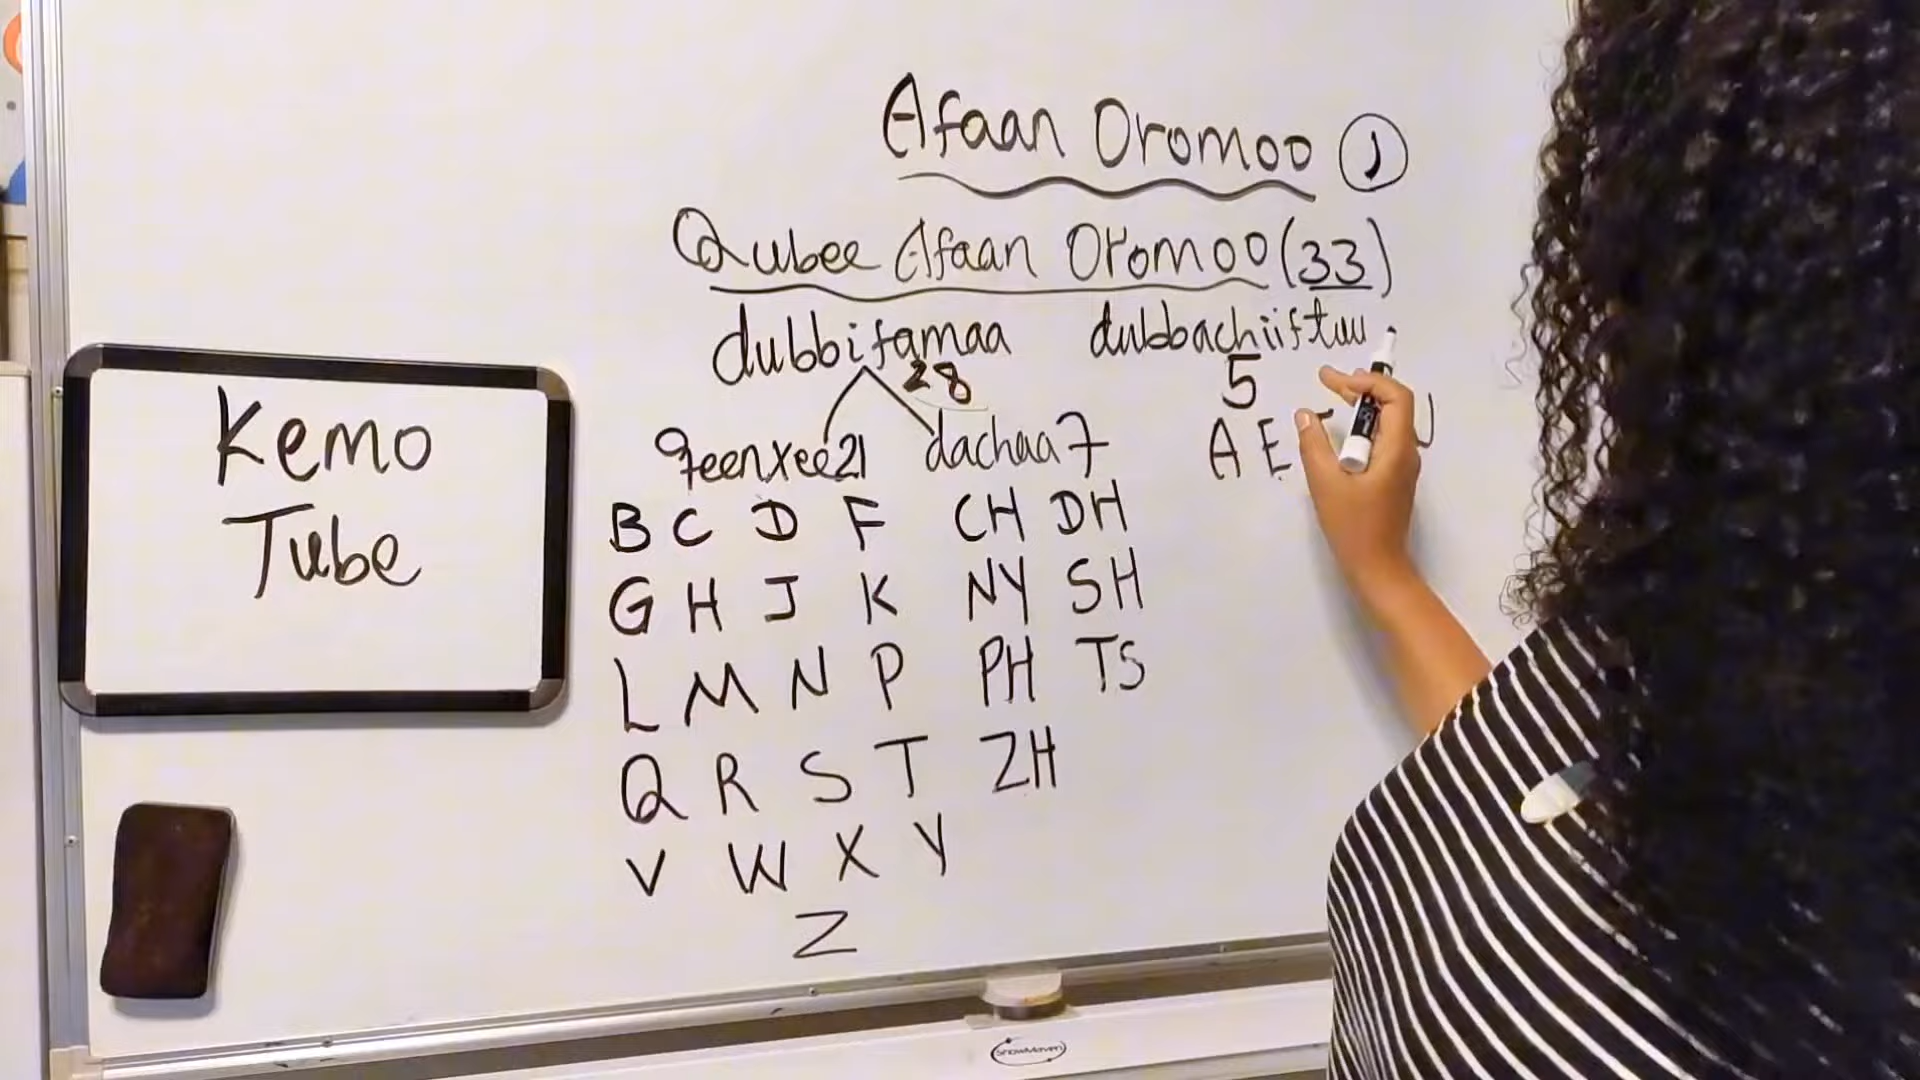 Afaan Oromoo 1
Qubee Afaan Oromoo (33)
dubbifamaa dubbachiiftuu
28 5
qeenxee 21 dachaa 7 A E U
B C D F CH DH
G H J K NY SH
L M N P PH TS
Q R S T ZH
V W X Y
Z
Kemo
Tube
ShowMaven